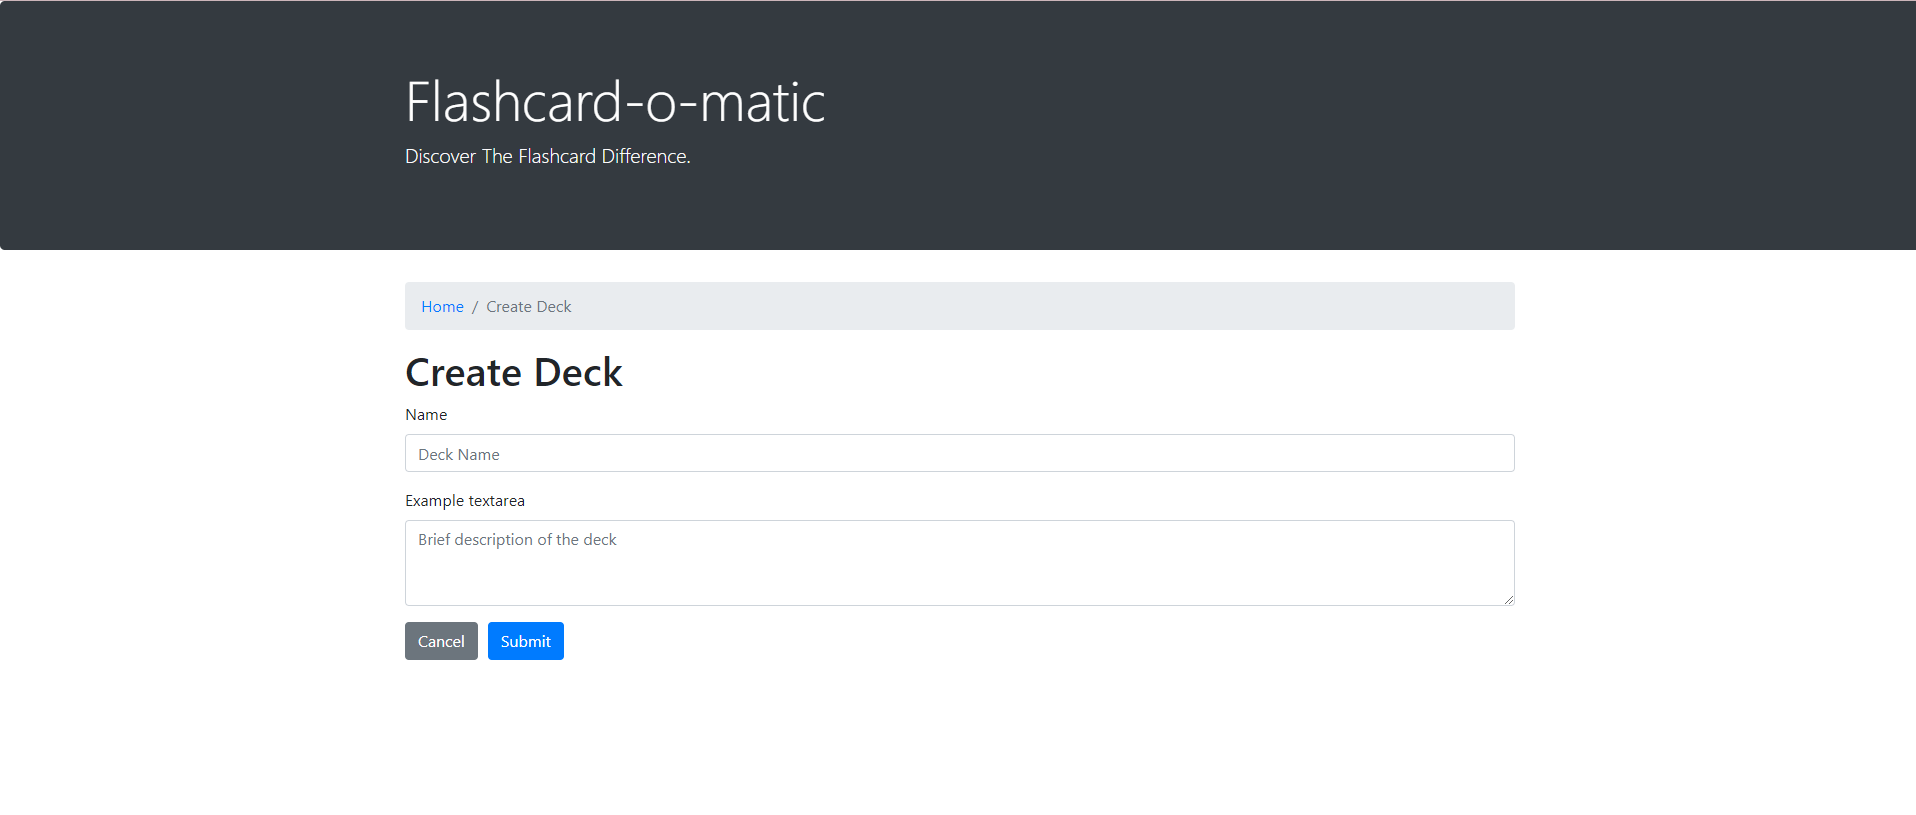 Flashcard-o-matic
Discover The Flashcard Difference.
Home / Create Deck
Create Deck
Name
Deck Name
Example textarea
Brief description of the deck
Cancel Submit